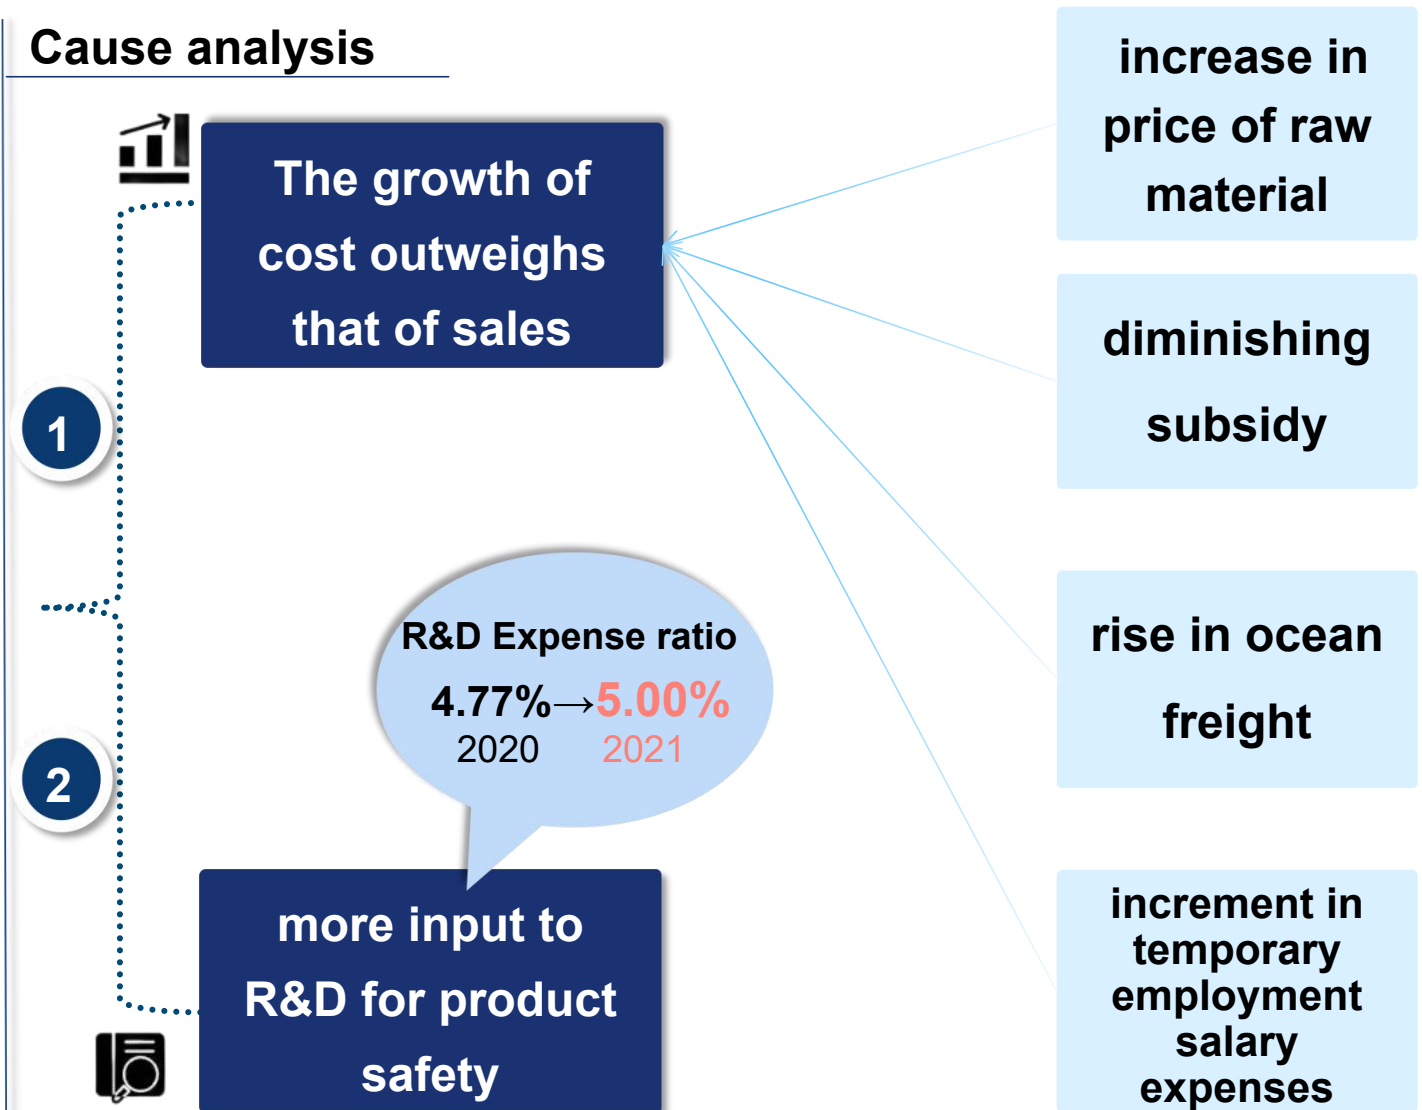 Cause analysis
1
The growth of
cost outweighs
that of sales
increase in
price of raw
material
diminishing
subsidy
rise in ocean
freight
increment in
temporary
employment
salary
expenses
2
R&D Expense ratio
4.77%→5.00%
2020 2021
more input to
R&D for product
safety